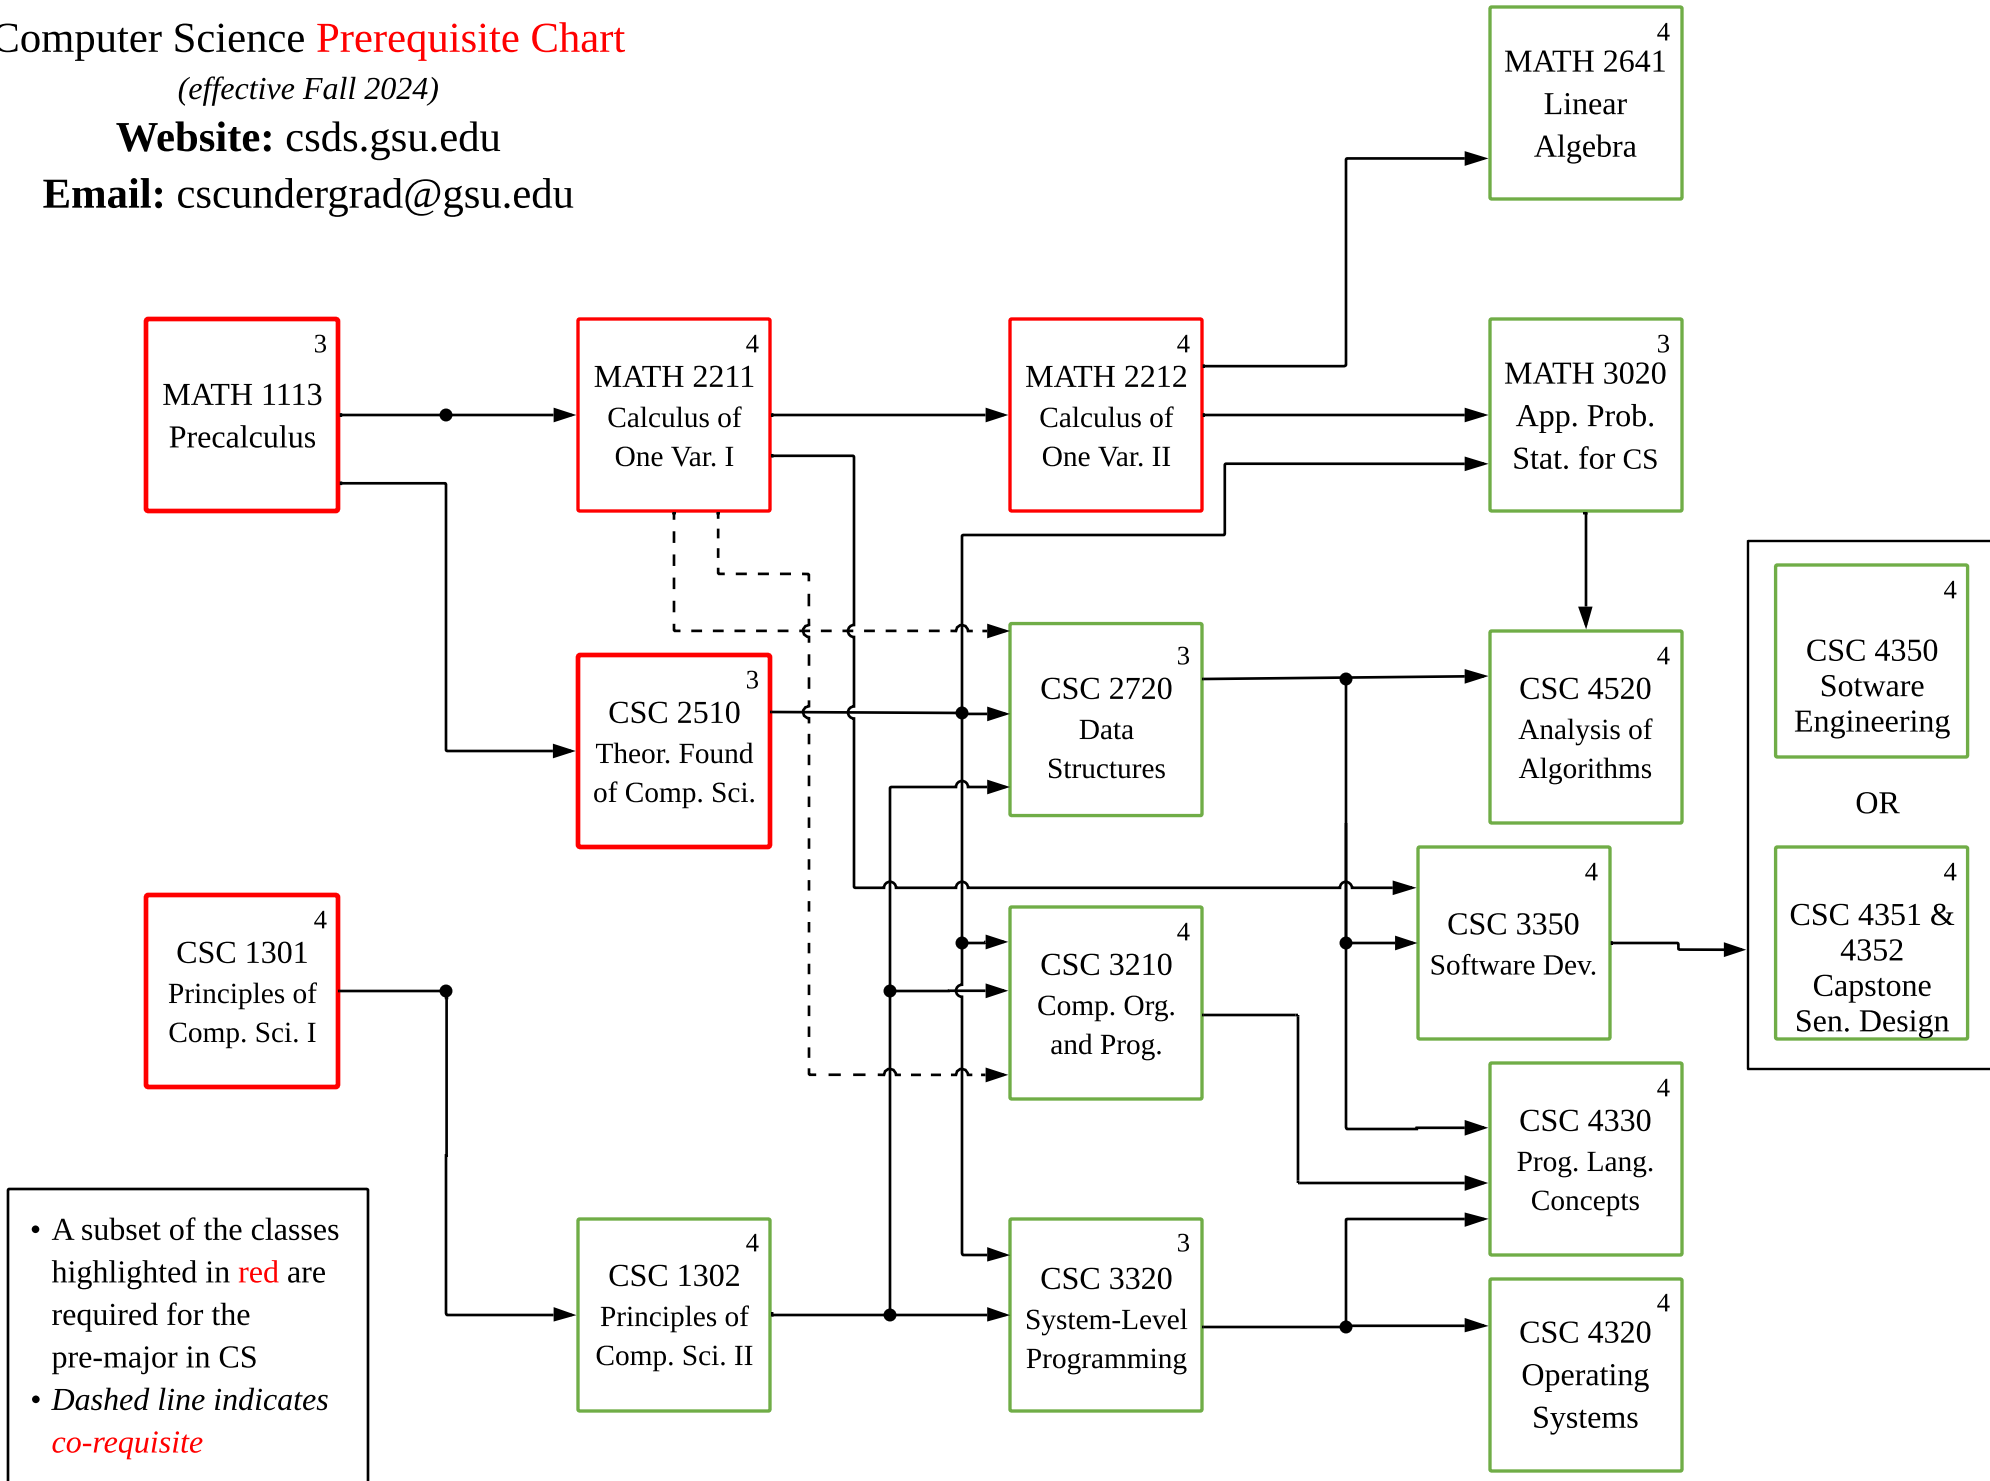 Computer Science Prerequisite Chart
(effective Fall 2024)
Website: csds.gsu.edu
Email: cscundergrad@gsu.edu
4
MATH 2641
Linear
Algebra
3
MATH 1113
Precalculus
4
MATH 2211
Calculus of
One Var. I
4
MATH 2212
Calculus of
One Var. II
3
MATH 3020
App. Prob.
Stat. for CS
3
CSC 2510
Theor. Found
of Comp. Sci.
3
CSC 2720
Data
Structures
4
CSC 4520
Analysis of
Algorithms
4
CSC 4350
Sotware
Engineering
OR
4
CSC 4351 &
4352
Capstone
Sen. Design
4
CSC 1301
Principles of
Comp. Sci. I
4
CSC 3210
Comp. Org.
and Prog.
4
CSC 3350
Software Dev.
4
CSC 4330
Prog. Lang.
Concepts
4
CSC 1302
Principles of
Comp. Sci. II
3
CSC 3320
System-Level
Programming
4
CSC 4320
Operating
Systems
• A subset of the classes
highlighted in red are
required for the
pre-major in CS
• Dashed line indicates
co-requisite